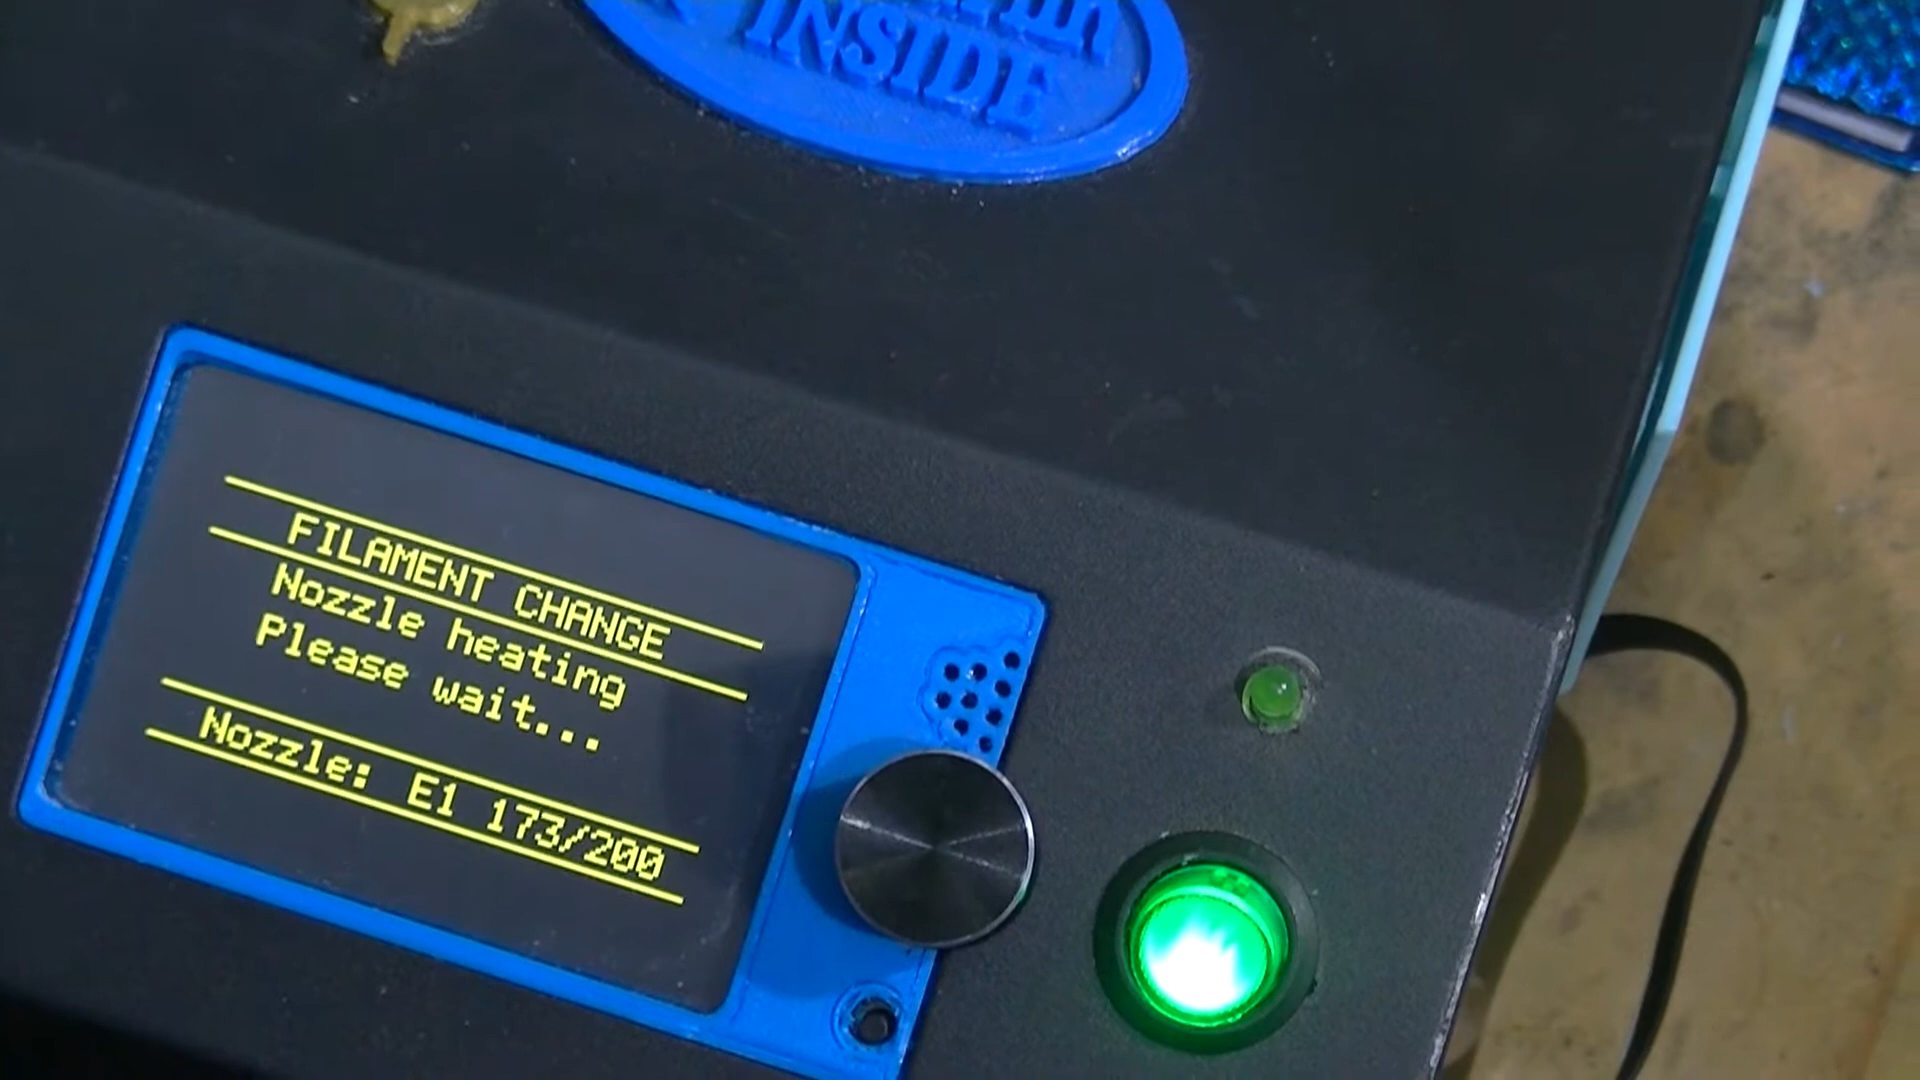 INSIDE
FILAMENT CHANGE
Nozzle heating
Please wait...
Nozzle: E1 173/200